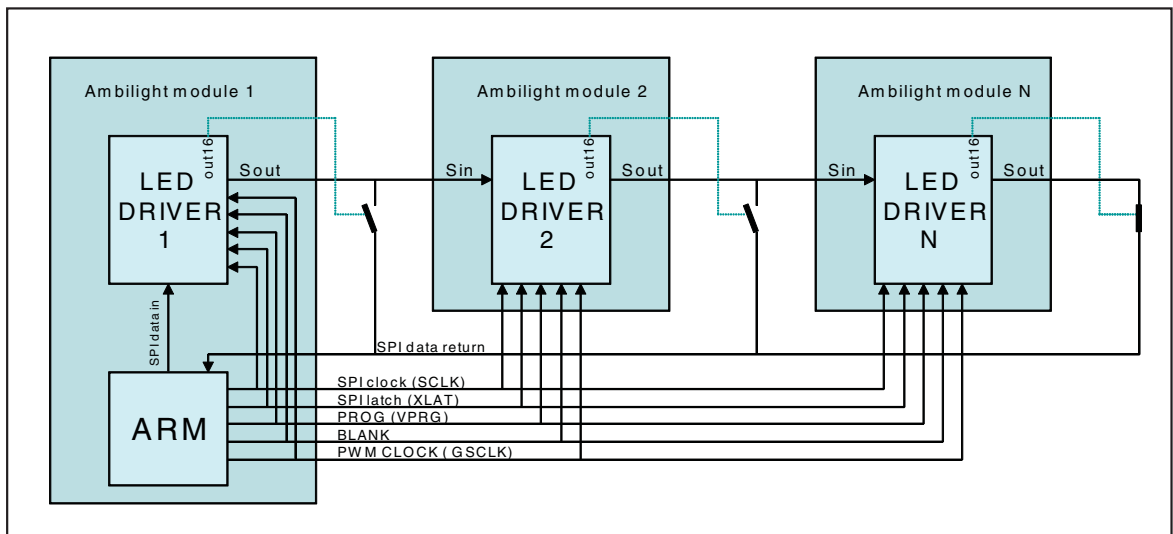 Ambilight module 1
Ambilight module 2
Ambilight module N
out16
out16
out16
Sout
Sin
Sout
Sin
Sout
LED
DRIVER
1
LED
DRIVER
2
LED
DRIVER
N
SPI data in
SPI data return
ARM
SPI clock (SCLK)
SPI latch (XLAT)
PROG (VPRG)
BLANK
PWM CLOCK ( GSCLK)